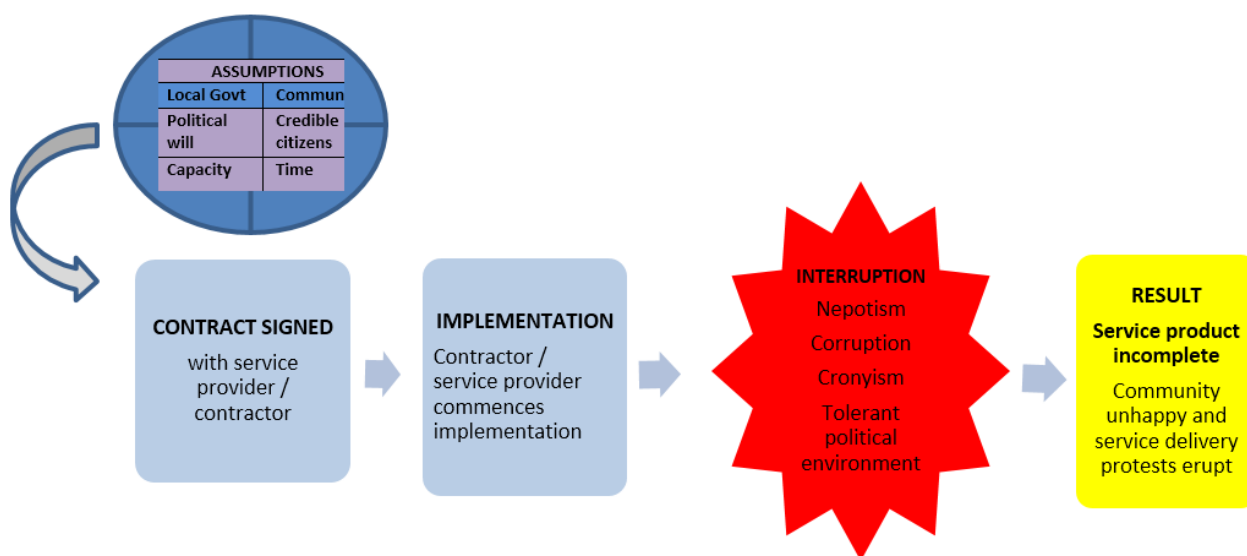 ASSUMPTIONS
Local Govt Commun
Political will Credible citizens
Capacity Time
CONTRACT SIGNED
with service
provider /
contractor
IMPLEMENTATION
Contractor /
service provider
commences
implementation
INTERRUPTION
Nepotism
Corruption
Cronyism
Tolerant
political
environment
RESULT
Service product
incomplete
Community
unhappy and
service delivery
protests erupt